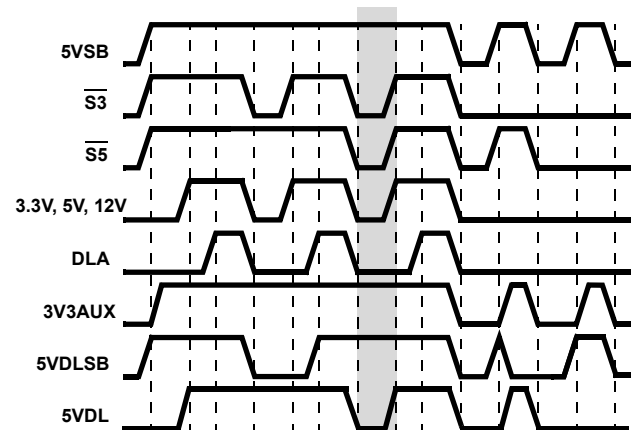 5VSB
S3
S5
3.3V, 5V, 12V
DLA
3V3AUX
5VDLSB
5VDL